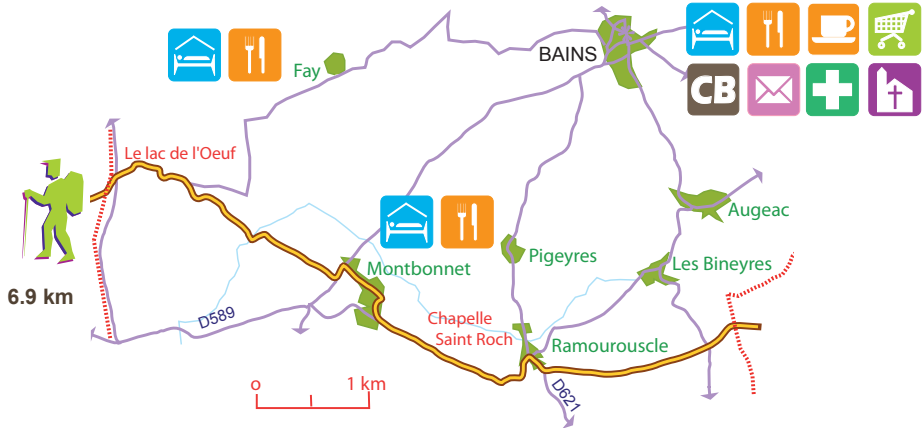 BAINS
CB
Fay
Le lac de l'Oeuf
Augeac
Pigeyres
Les Bineyres
Montbonnet
6.9 km
D589
Chapelle
Saint Roch
Ramourouscle
o 1 km
D621